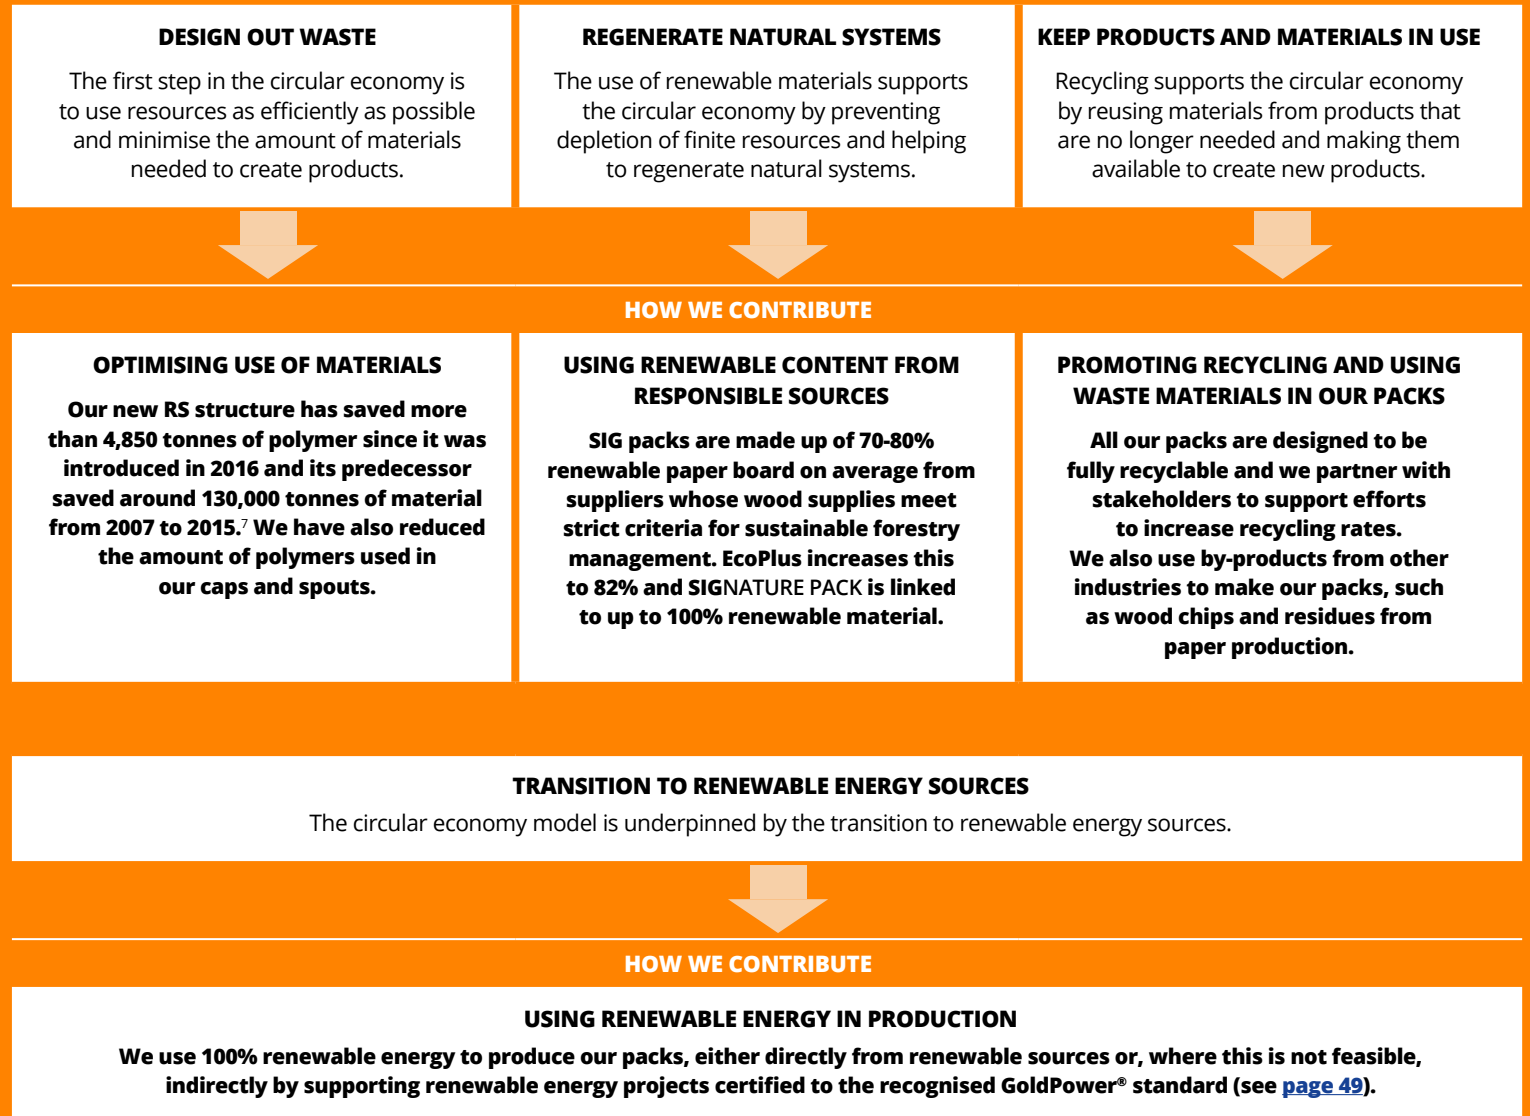 DESIGN OUT WASTE
The first step in the circular economy is
to use resources as efficiently as possible
and minimise the amount of materials
needed to create products.
REGENERATE NATURAL SYSTEMS
The use of renewable materials supports
the circular economy by preventing
depletion of finite resources and helping
to regenerate natural systems.
KEEP PRODUCTS AND MATERIALS IN USE
Recycling supports the circular economy
by reusing materials from products that
are no longer needed and making them
available to create new products.
HOW WE CONTRIBUTE
OPTIMISING USE OF MATERIALS
Our new RS structure has saved more
than 4,850 tonnes of polymer since it was
introduced in 2016 and its predecessor
saved around 130,000 tonnes of material
from 2007 to 2015.⁷ We have also reduced
the amount of polymers used in
our caps and spouts.
USING RENEWABLE CONTENT FROM
RESPONSIBLE SOURCES
SIG packs are made up of 70-80%
renewable paper board on average from
suppliers whose wood supplies meet
strict criteria for sustainable forestry
management. EcoPlus increases this
to 82% and SIGNATURE PACK is linked
to up to 100% renewable material.
PROMOTING RECYCLING AND USING
WASTE MATERIALS IN OUR PACKS
All our packs are designed to be
fully recyclable and we partner with
stakeholders to support efforts
to increase recycling rates.
We also use by-products from other
industries to make our packs, such
as wood chips and residues from
paper production.
TRANSITION TO RENEWABLE ENERGY SOURCES
The circular economy model is underpinned by the transition to renewable energy sources.
HOW WE CONTRIBUTE
USING RENEWABLE ENERGY IN PRODUCTION
We use 100% renewable energy to produce our packs, either directly from renewable sources or, where this is not feasible,
indirectly by supporting renewable energy projects certified to the recognised GoldPower® standard (see page 49).